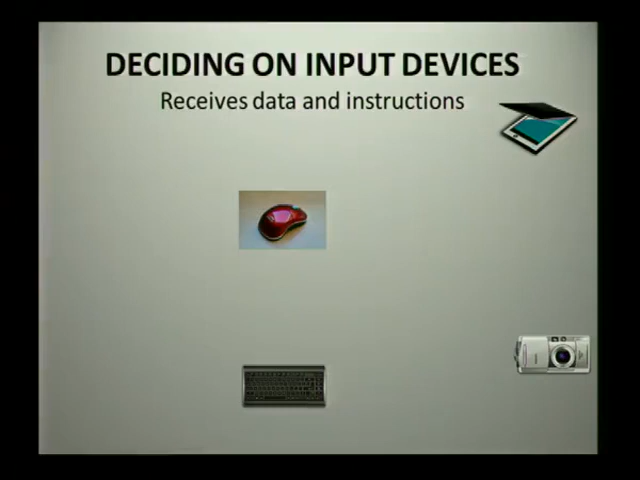 DECIDING ON INPUT DEVICES
Receives data and instructions